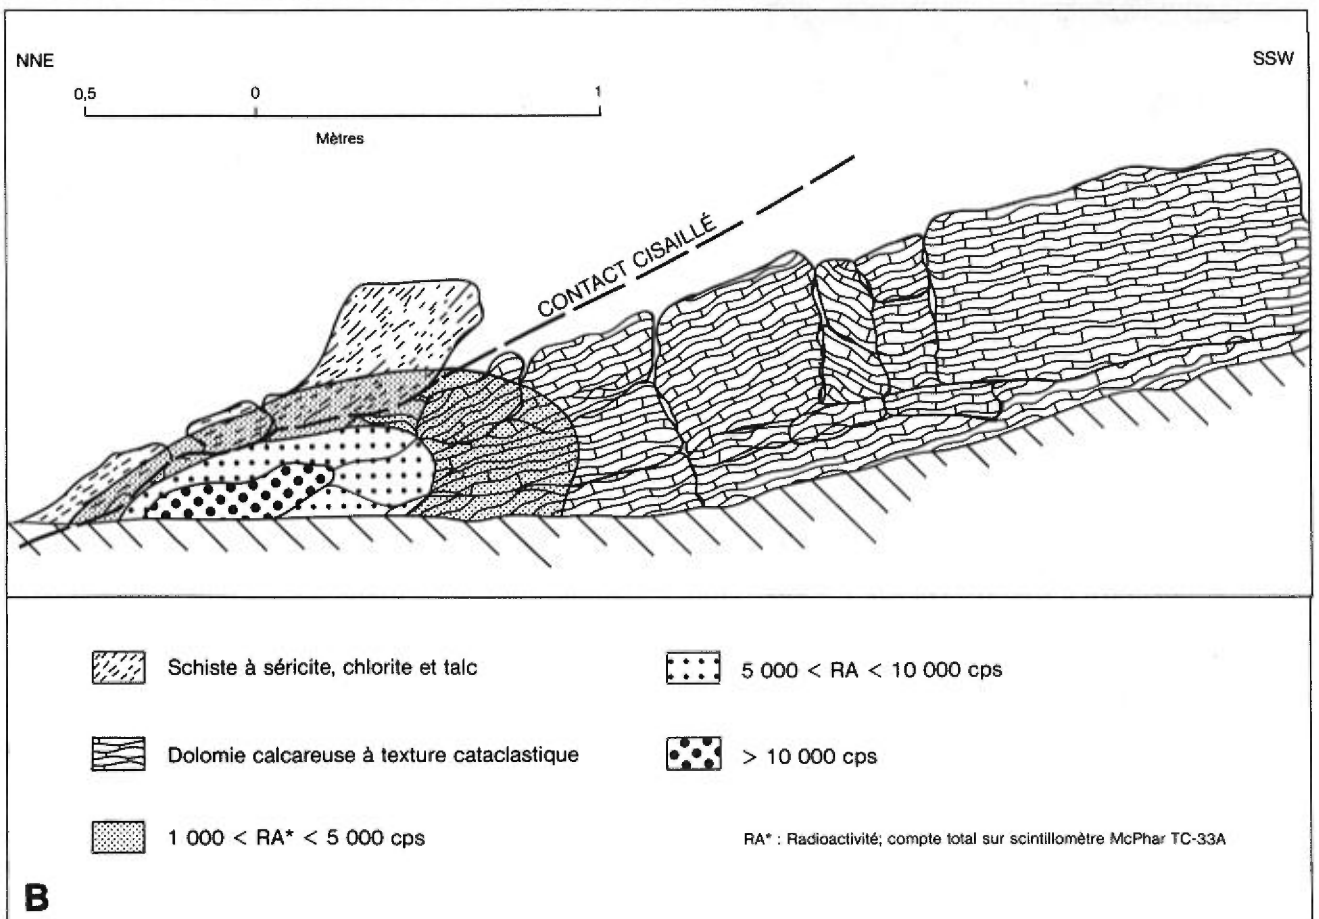 NNE
SSW
0,5 0 1
Mètres
CONTACT CISAILLÉ
Schiste à séricite, chlorite et talc
5 000 < RA < 10 000 cps
Dolomie calcareuse à texture cataclastique
> 10 000 cps
1 000 < RA* < 5 000 cps
RA* : Radioactivité; compte total sur scintillomètre McPhar TC-33A
B